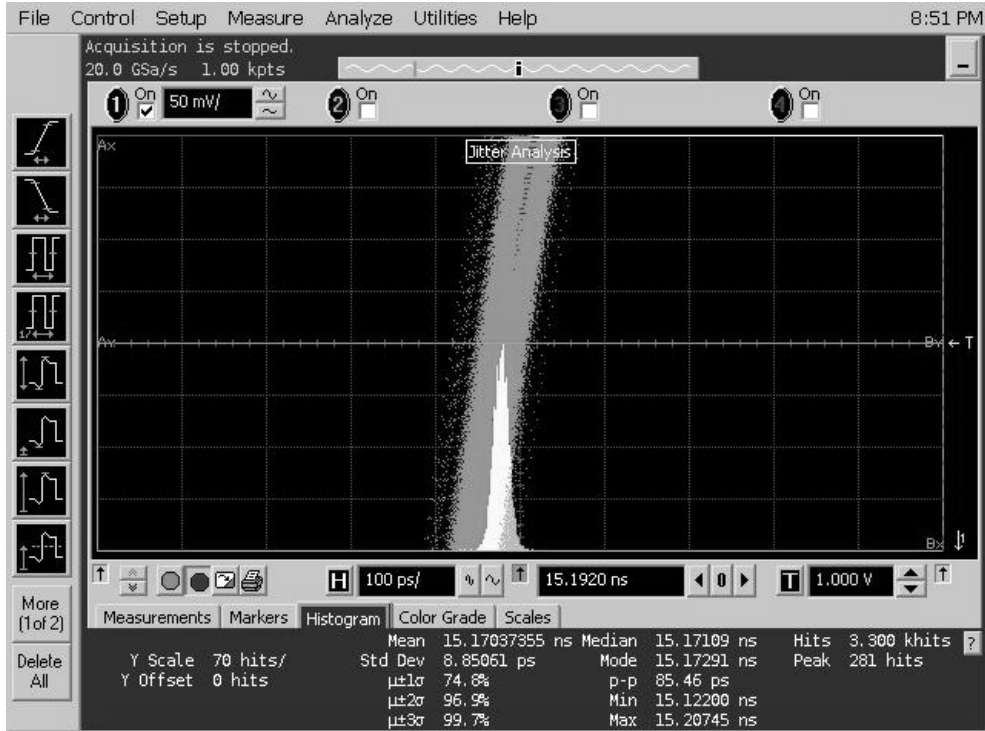 File Control Setup Measure Analyze Utilities Help 8:51 PM
Acquisition is stopped.
20.0 GSa/s 1.00 kpts
1 On 50 mV/ 2 On 3 On 4 On
Ax
Jitter Analysis
Ax By T
Bx
1/
H 100 ps/ 15.1920 ns 0 T 1.000 V
More
(1of 2)
Delete
All
Measurements Markers Histogram Color Grade Scales
Mean 15.17037355 ns Median 15.17109 ns Hits 3.300 khits ?
Y Scale 70 hits/ Std Dev 8.85061 ps Mode 15.17291 ns Peak 281 hits
Y Offset 0 hits µ±1σ 74.8% p-p 85.46 ps
µ±2σ 96.9% Min 15.12200 ns
µ±3σ 99.7% Max 15.20745 ns